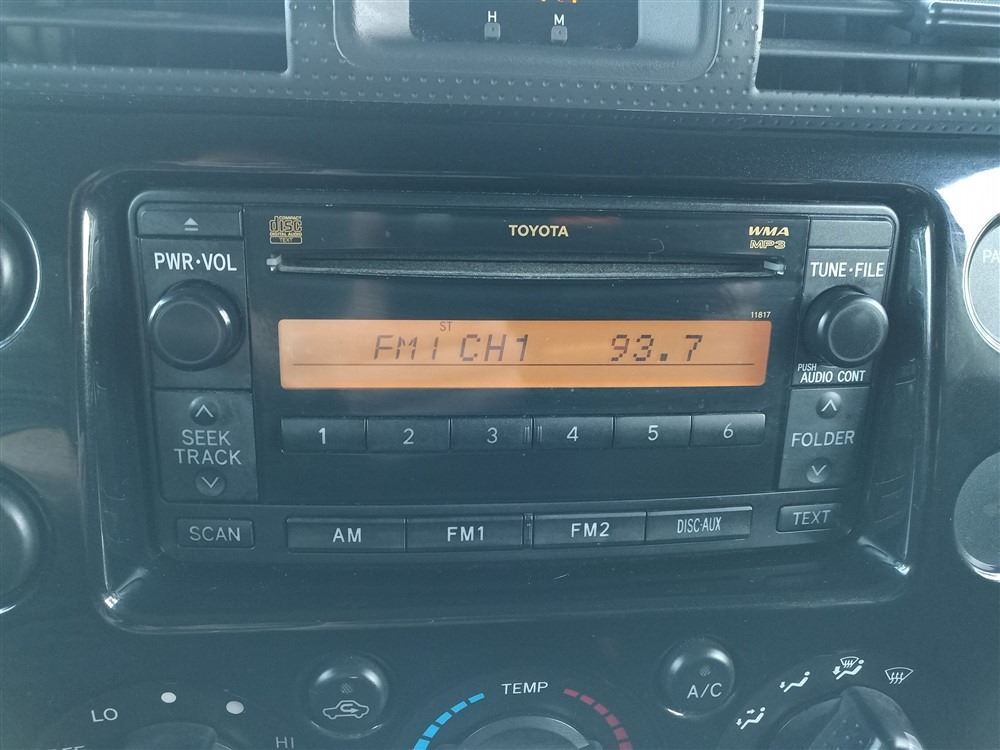 H M
COMPACT
disc
DIGITAL AUDIO
TEXT
TOYOTA
WMA
MP3
PWR·VOL
TUNE·FILE
11817
ST
FM1 CH1 93.7
PUSH
AUDIO CONT
1 2 3 4 5 6
SEEK
TRACK
FOLDER
SCAN
AM FM1 FM2 DISC·AUX
TEXT
TEMP
A/C
LO
HI